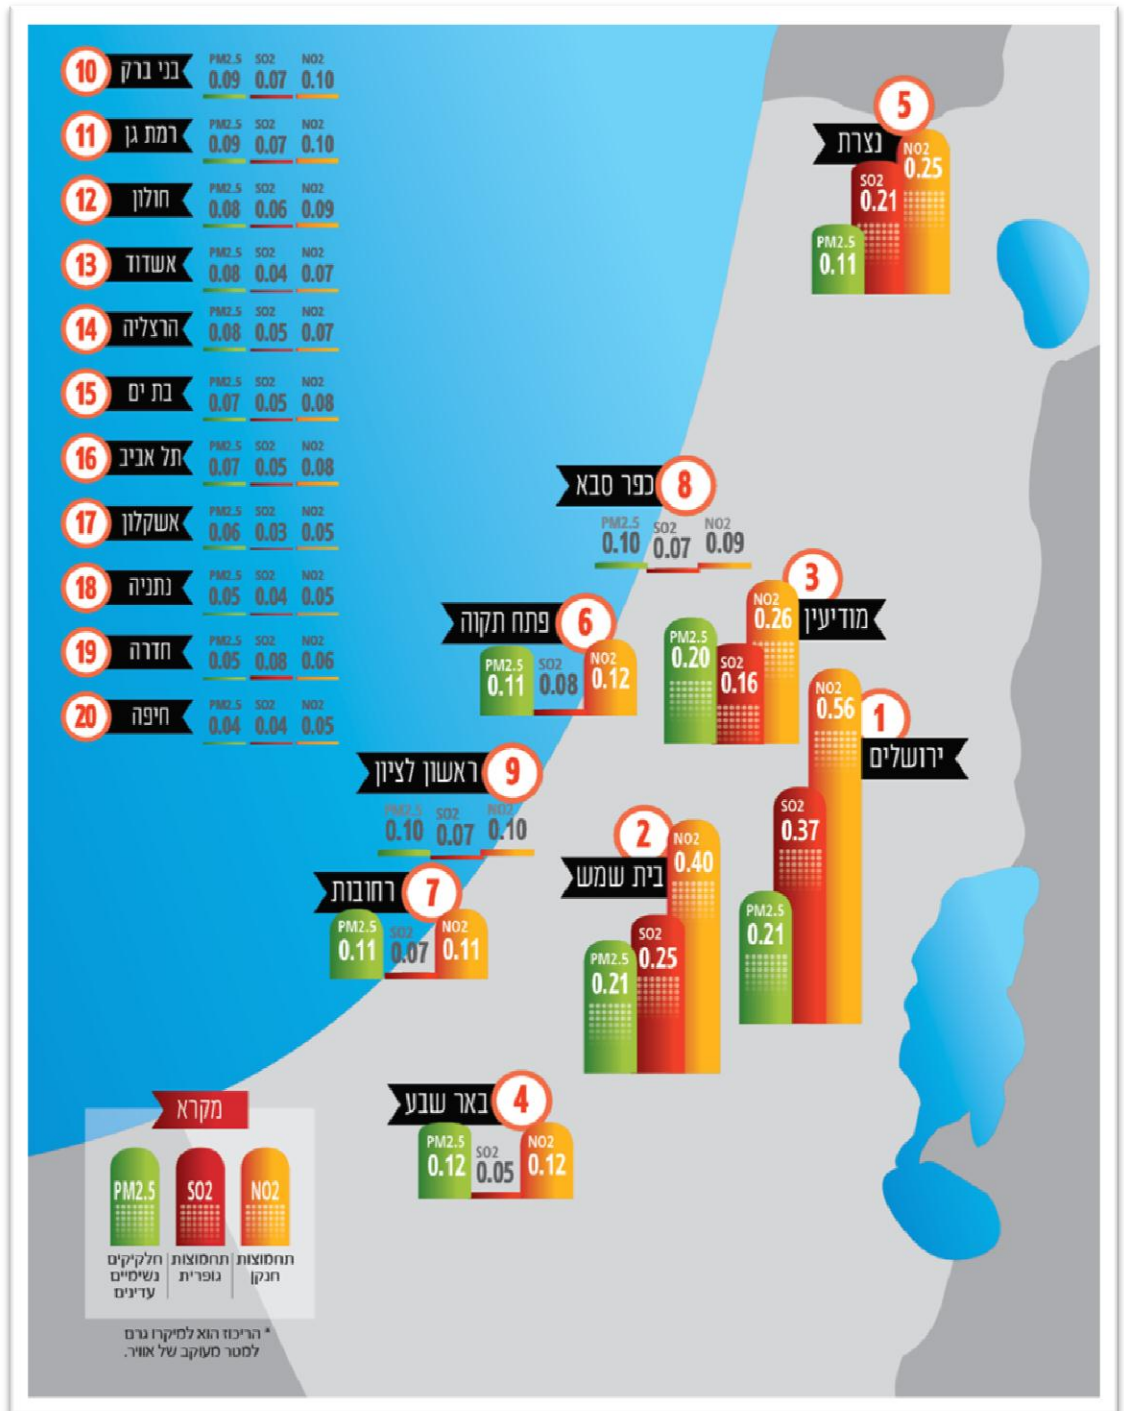 10 בני ברק PM2.5 0.09 SO2 0.07 NO2 0.10
11 רמת גן PM2.5 0.09 SO2 0.07 NO2 0.10
12 חולון PM2.5 0.08 SO2 0.06 NO2 0.09
13 אשדוד PM2.5 0.08 SO2 0.04 NO2 0.07
14 הרצליה PM2.5 0.08 SO2 0.05 NO2 0.07
15 בת ים PM2.5 0.07 SO2 0.05 NO2 0.08
16 תל אביב PM2.5 0.07 SO2 0.05 NO2 0.08
17 אשקלון PM2.5 0.06 SO2 0.03 NO2 0.05
18 נתניה PM2.5 0.05 SO2 0.04 NO2 0.05
19 חדרה PM2.5 0.05 SO2 0.08 NO2 0.06
20 חיפה PM2.5 0.04 SO2 0.04 NO2 0.05
5
נצרת
NO2
0.25
SO2
0.21
PM2.5
0.11
8
כפר סבא
PM2.5 SO2 NO2
0.10 0.07 0.09
3
מודיעין
NO2
0.26
PM2.5
0.20
SO2
0.16
6
פתח תקוה
PM2.5 SO2 NO2
0.11 0.08 0.12
1
ירושלים
NO2
0.56
SO2
0.37
PM2.5
0.21
9
ראשון לציון
PM2.5 SO2 NO2
0.10 0.07 0.10
2
בית שמש
NO2
0.40
SO2
0.25
PM2.5
0.21
7
רחובות
PM2.5 SO2 NO2
0.11 0.07 0.11
4
באר שבע
PM2.5 SO2 NO2
0.12 0.05 0.12
מקרא
PM2.5 SO2 NO2
תחמוצות חנקן
תחמוצות גופרית
חלקיקים נשימיים עדינים
* הריכוז הוא למיקרו גרם
למטר מעוקב של אוויר.